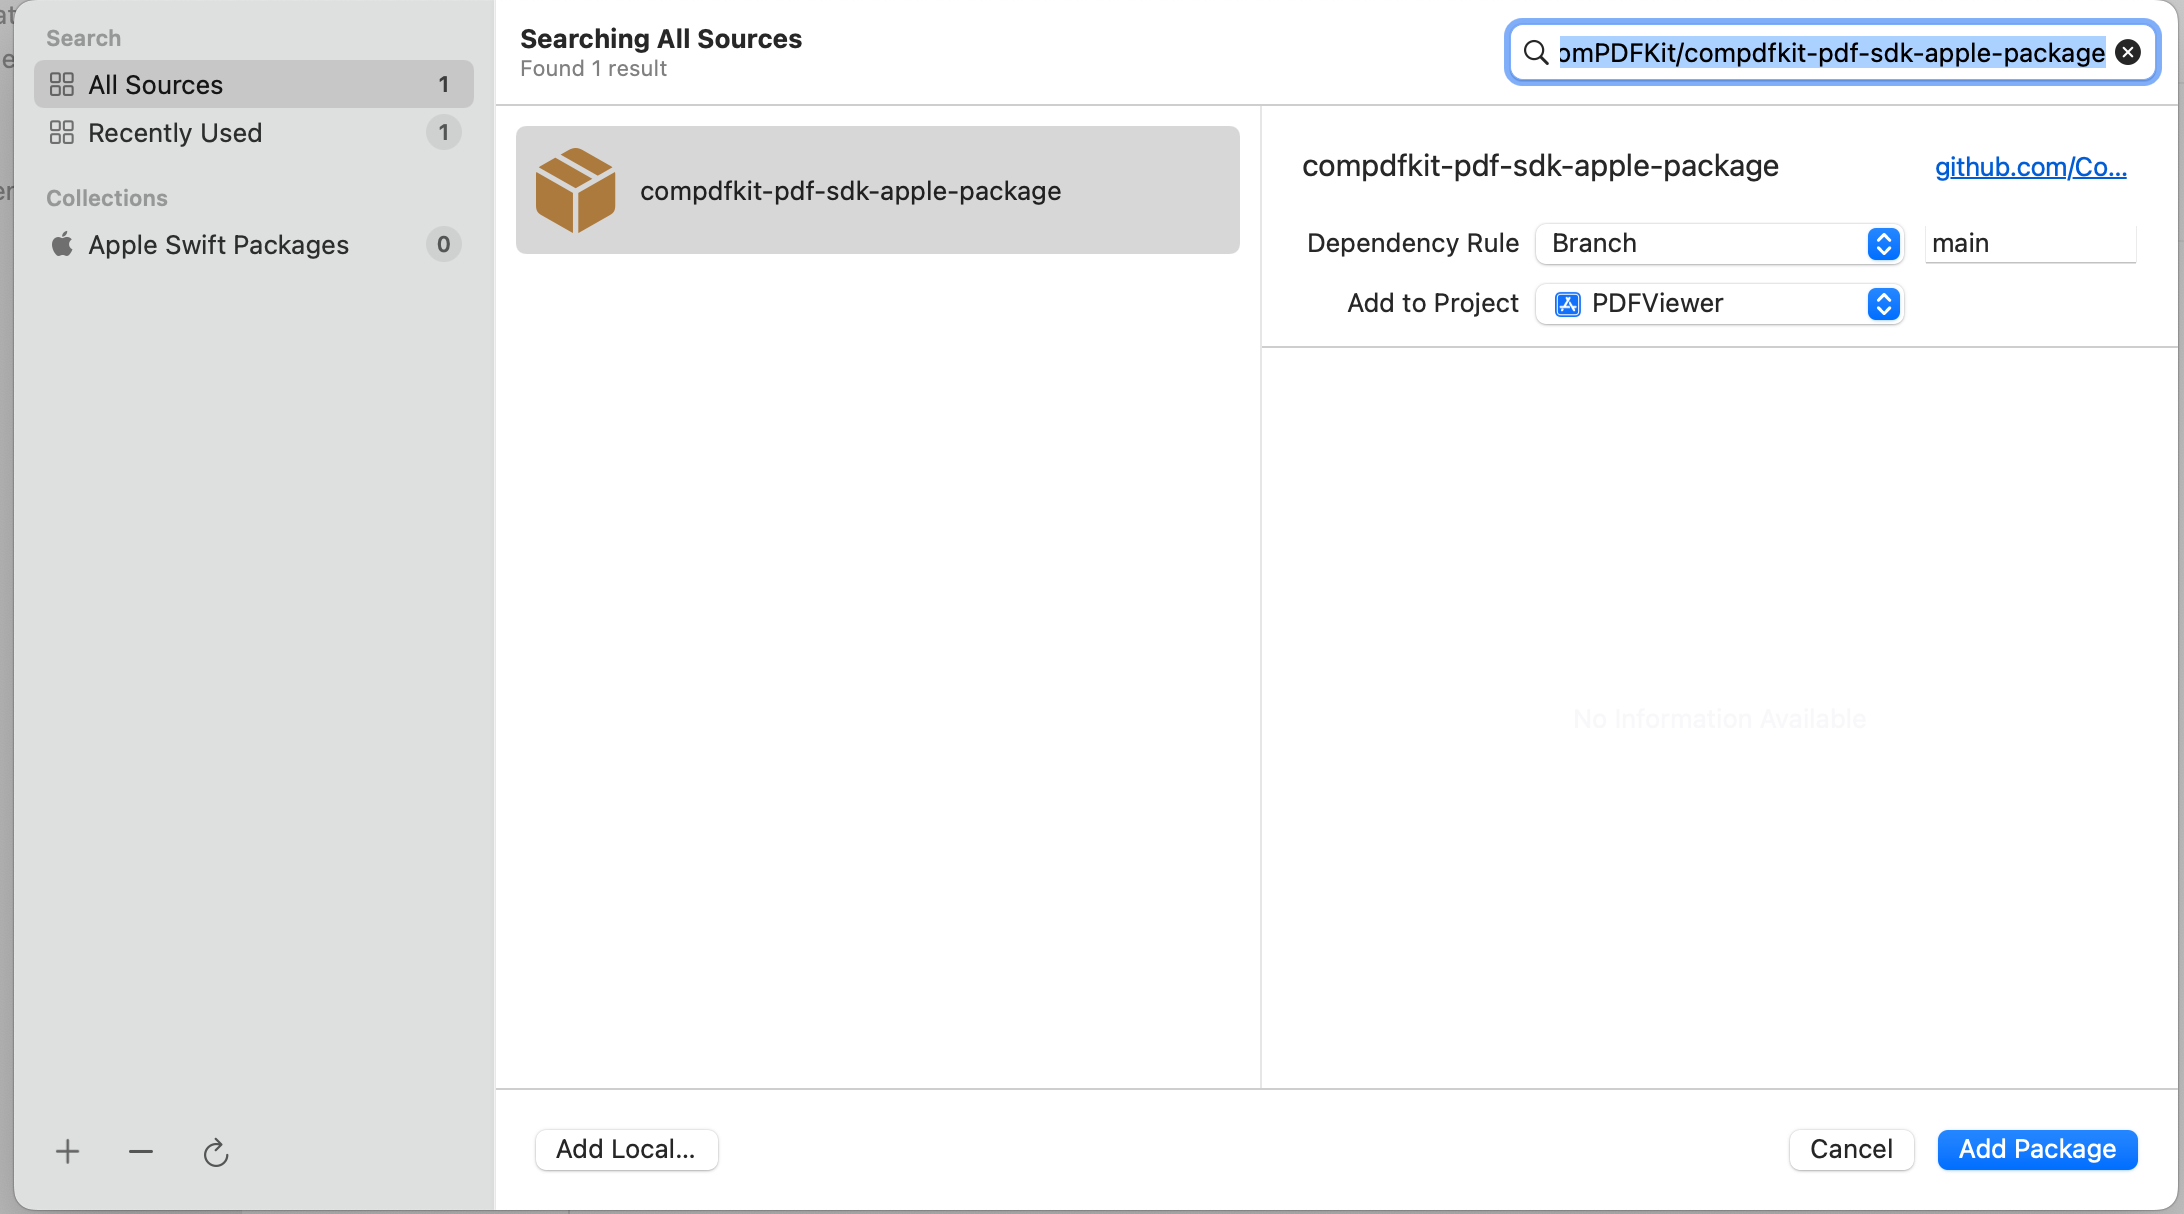 Search
All Sources 1
Recently Used 1
Collections
Apple Swift Packages 0
Searching All Sources
Found 1 result
omPDFKit/compdfkit-pdf-sdk-apple-package
compdfkit-pdf-sdk-apple-package
compdfkit-pdf-sdk-apple-package github.com/Co...
Dependency Rule Branch main
Add to Project PDFViewer
No Information Available
Add Local... Cancel Add Package